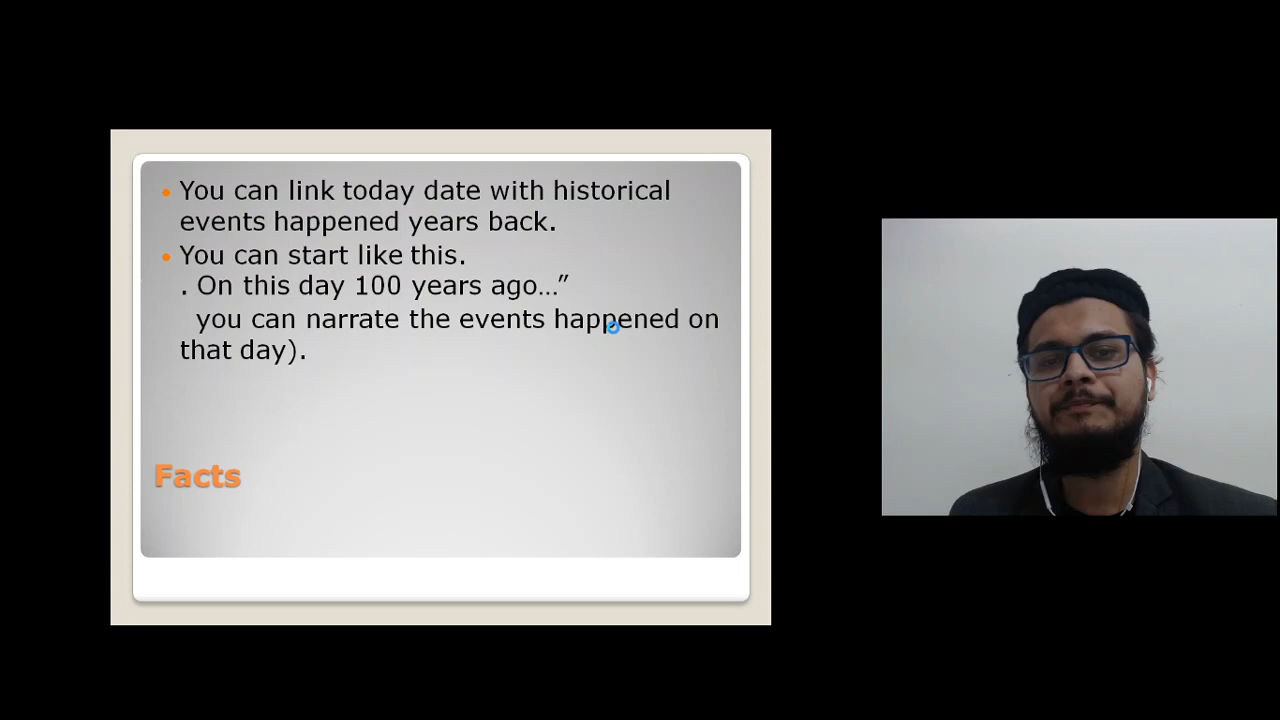 You can link today date with historical
events happened years back.
You can start like this.
. On this day 100 years ago…”
you can narrate the events happened on
that day).
Facts